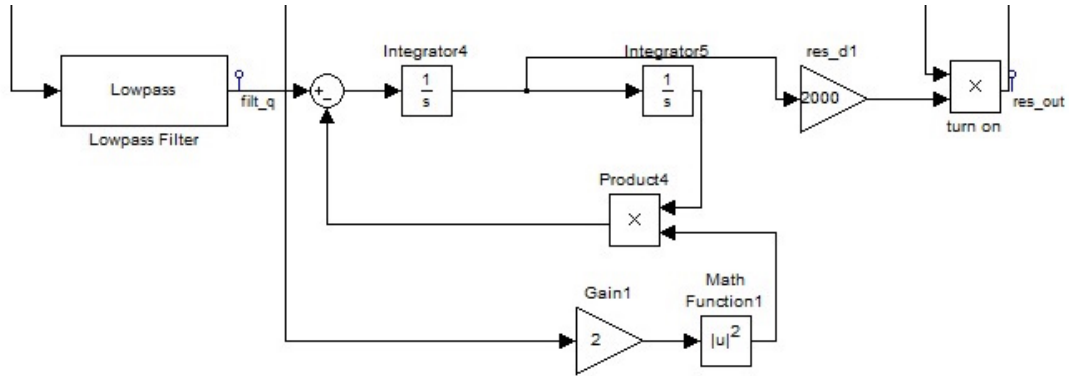 Integrator4
Integrator5
res_d1
Lowpass
filt_q
Lowpass Filter
+
−
1
s
1
s
2000
×
turn on
res_out
Product4
×
Gain1
2
Math
Function1
|u|2